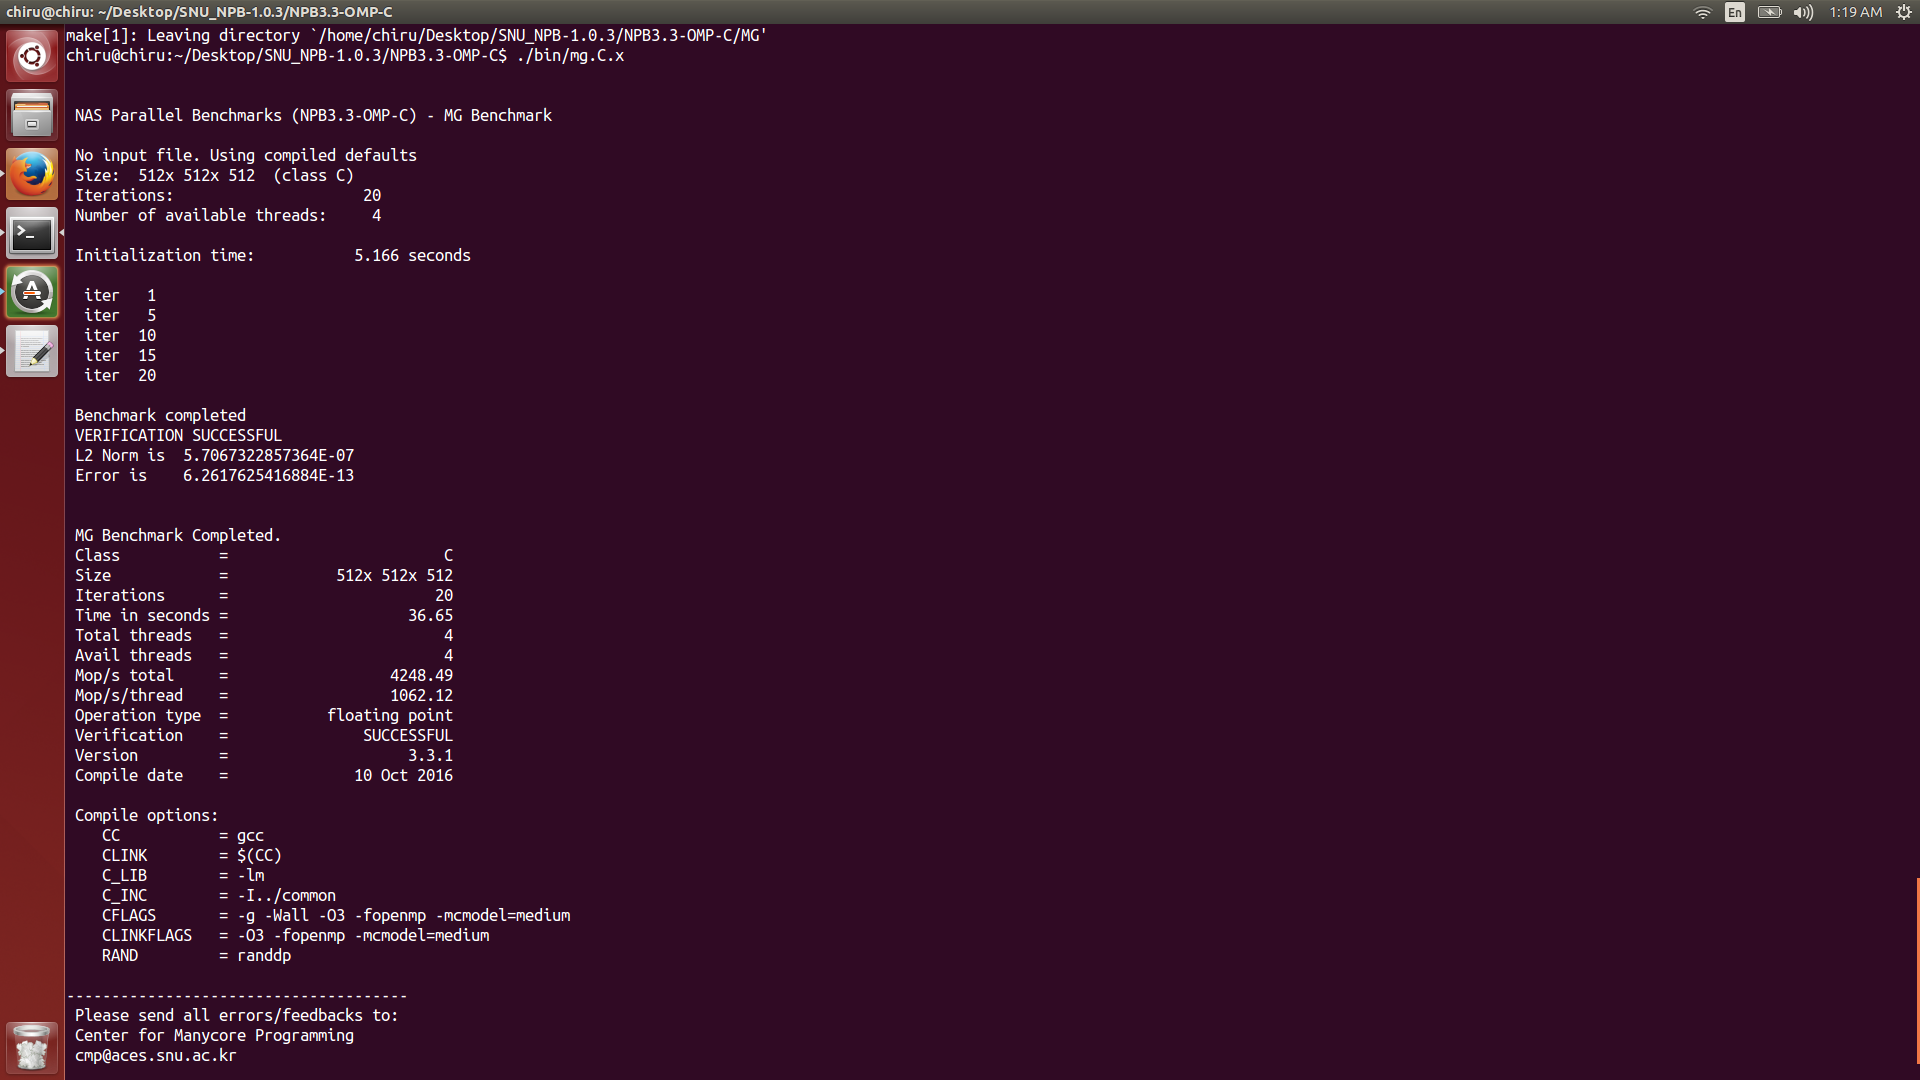 chiru@chiru: ~/Desktop/SNU_NPB-1.0.3/NPB3.3-OMP-C
En
1:19 AM
make[1]: Leaving directory `/home/chiru/Desktop/SNU_NPB-1.0.3/NPB3.3-OMP-C/MG'
chiru@chiru:~/Desktop/SNU_NPB-1.0.3/NPB3.3-OMP-C$ ./bin/mg.C.x
NAS Parallel Benchmarks (NPB3.3-OMP-C) - MG Benchmark
No input file. Using compiled defaults
Size:  512x 512x 512  (class C)
Iterations:                     20
Number of available threads:     4
Initialization time:           5.166 seconds
iter   1
iter   5
iter  10
iter  15
iter  20
Benchmark completed
VERIFICATION SUCCESSFUL
L2 Norm is  5.7067322857364E-07
Error is    6.2617625416884E-13
MG Benchmark Completed.
Class           =                        C
Size            =            512x 512x 512
Iterations      =                       20
Time in seconds =                    36.65
Total threads   =                        4
Avail threads   =                        4
Mop/s total     =                  4248.49
Mop/s/thread    =                  1062.12
Operation type  =           floating point
Verification    =               SUCCESSFUL
Version         =                    3.3.1
Compile date    =              10 Oct 2016
Compile options:
CC           = gcc
CLINK        = $(CC)
C_LIB        = -lm
C_INC        = -I../common
CFLAGS       = -g -Wall -O3 -fopenmp -mcmodel=medium
CLINKFLAGS   = -O3 -fopenmp -mcmodel=medium
RAND         = randdp
--------------------------------------
Please send all errors/feedbacks to:
Center for Manycore Programming
cmp@aces.snu.ac.kr